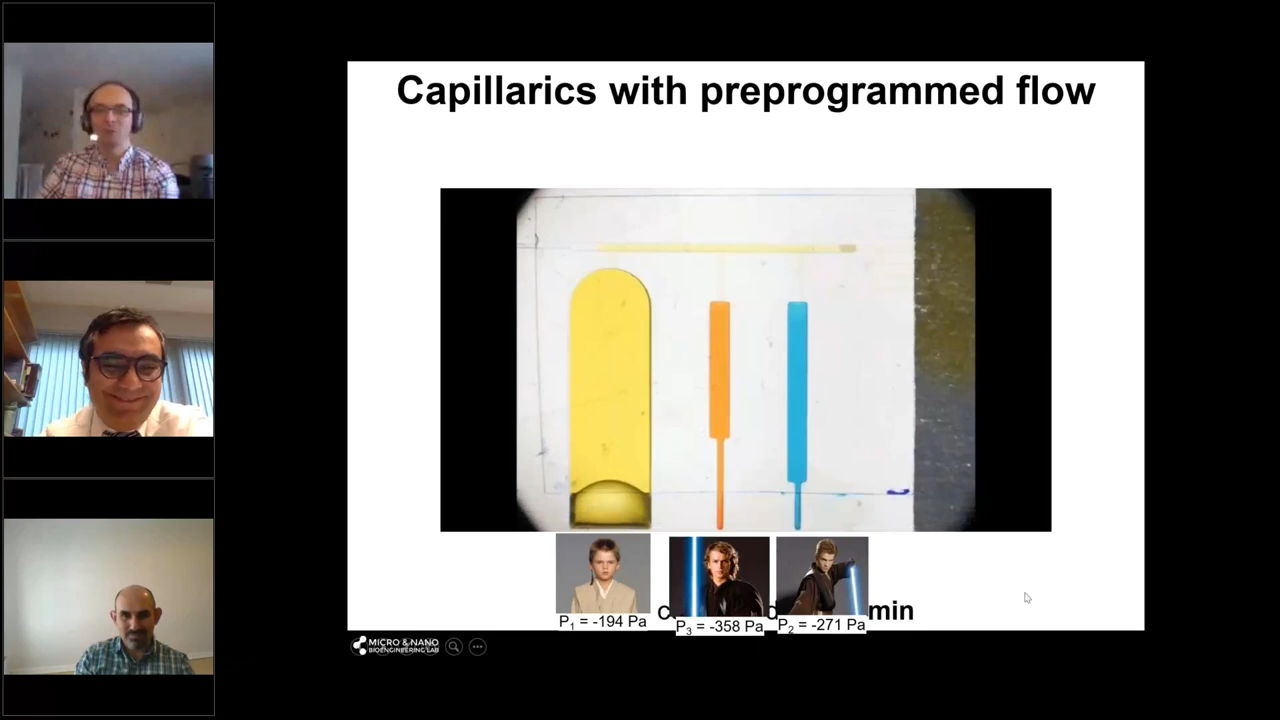 Capillarics with preprogrammed flow
min
P1 = -194 Pa
P3 = -358 Pa
P2 = -271 Pa
MICRO & NANO
BIOENGINEERING LAB